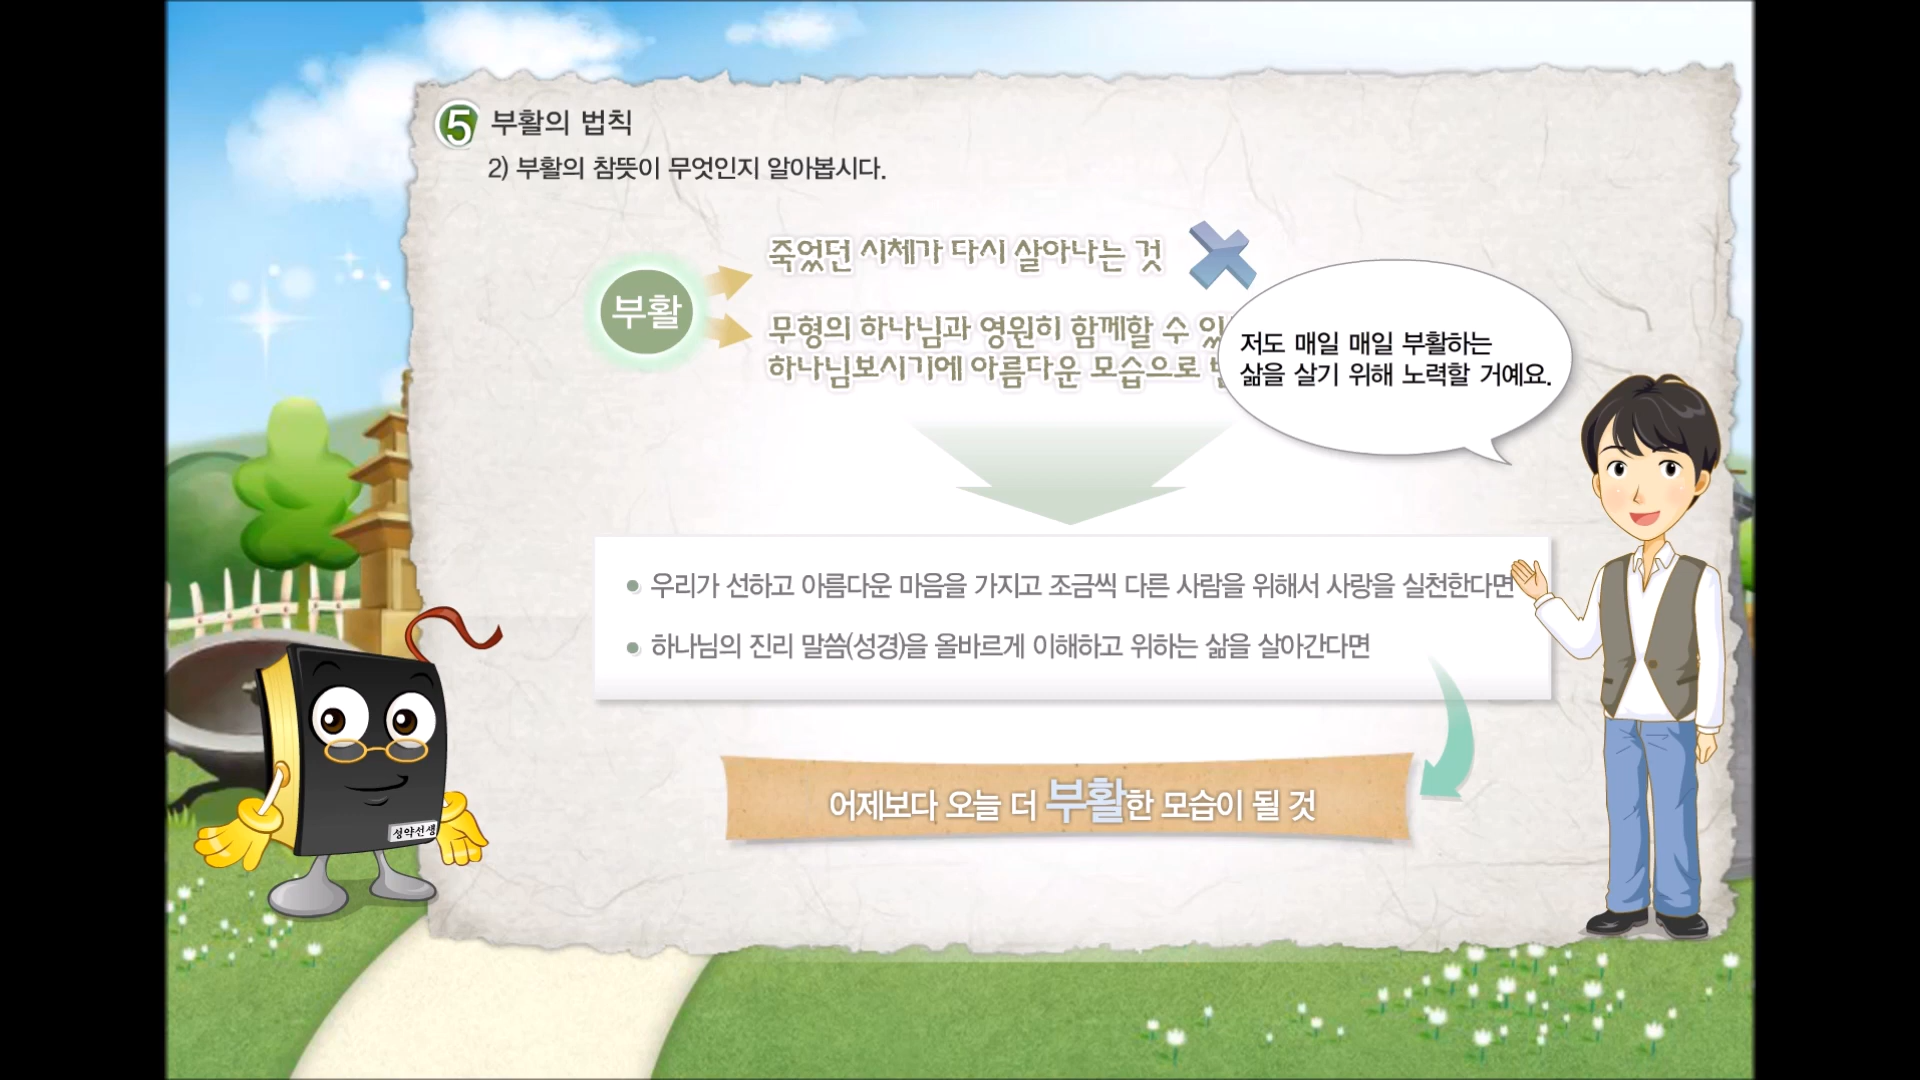 5 부활의 법칙
2) 부활의 참뜻이 무엇인지 알아봅시다.
부활
죽었던 시체가 다시 살아나는 것
무형의 하나님과 영원히 함께할 수
하나님보시기에 아름다운 모습으로
저도 매일 매일 부활하는
삶을 살기 위해 노력할 거예요.
우리가 선하고 아름다운 마음을 가지고 조금씩 다른 사람을 위해서 사랑을 실천한다면
하나님의 진리 말씀(성경)을 올바르게 이해하고 위하는 삶을 살아간다면
어제보다 오늘 더 부활한 모습이 될 것
성약선생